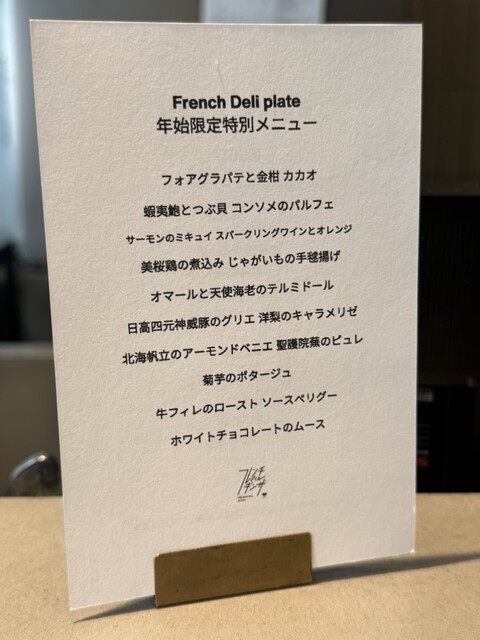 French Deli plate
年始限定特別メニュー
フォアグラパテと金柑 カカオ
蝦夷鮑とつぶ貝 コンソメのパルフェ
サーモンのミキュイ スパークリングワインとオレンジ
美桜鶏の煮込み じゃがいもの手毬揚げ
オマールと天使海老のテルミドール
日高四元神威豚のグリエ 洋梨のキャラメリゼ
北海帆立のアーモンドベニエ 聖護院蕪のピュレ
菊芋のポタージュ
牛フィレのロースト ソースペリグー
ホワイトチョコレートのムース